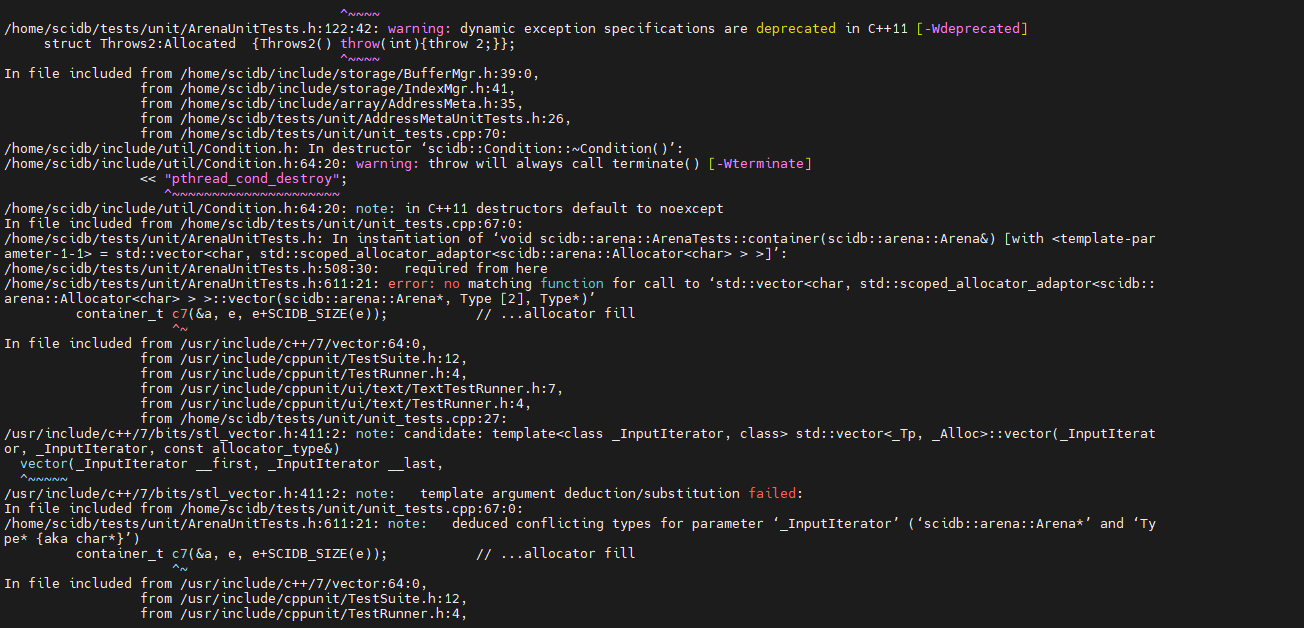 /home/scidb/tests/unit/ArenaUnitTests.h:122:42: warning: dynamic exception specifications are deprecated in C++11 [-Wdeprecated]
     struct Throws2:Allocated  {Throws2() throw(int){throw 2;}};
                                          ^~~~~
In file included from /home/scidb/include/storage/BufferMgr.h:39:0,
                 from /home/scidb/include/storage/IndexMgr.h:41,
                 from /home/scidb/include/array/AddressMeta.h:35,
                 from /home/scidb/tests/unit/AddressMetaUnitTests.h:26,
                 from /home/scidb/tests/unit/unit_tests.cpp:70:
/home/scidb/include/util/Condition.h: In destructor ‘scidb::Condition::~Condition()’:
/home/scidb/include/util/Condition.h:64:20: warning: throw will always call terminate() [-Wterminate]
                 << "pthread_cond_destroy";
                    ^~~~~~~~~~~~~~~~~~~~~~
/home/scidb/include/util/Condition.h:64:20: note: in C++11 destructors default to noexcept
In file included from /home/scidb/tests/unit/unit_tests.cpp:67:0:
/home/scidb/tests/unit/ArenaUnitTests.h: In instantiation of ‘void scidb::arena::ArenaTests::container(scidb::arena::Arena&) [with <template-par
ameter-1-1> = std::vector<char, std::scoped_allocator_adaptor<scidb::arena::Allocator<char> > >]’:
/home/scidb/tests/unit/ArenaUnitTests.h:508:30:   required from here
/home/scidb/tests/unit/ArenaUnitTests.h:611:21: error: no matching function for call to ‘std::vector<char, std::scoped_allocator_adaptor<scidb::
arena::Allocator<char> > >::vector(scidb::arena::Arena*, Type [2], Type*)’
         container_t c7(&a, e, e+SCIDB_SIZE(e));           // ...allocator fill
                     ^~
In file included from /usr/include/c++/7/vector:64:0,
                 from /usr/include/cppunit/TestSuite.h:12,
                 from /usr/include/cppunit/TestRunner.h:4,
                 from /usr/include/cppunit/ui/text/TextTestRunner.h:7,
                 from /usr/include/cppunit/ui/text/TestRunner.h:4,
                 from /home/scidb/tests/unit/unit_tests.cpp:27:
/usr/include/c++/7/bits/stl_vector.h:411:2: note: candidate: template<class _InputIterator, class> std::vector<_Tp, _Alloc>::vector(_InputIterat
or, _InputIterator, const allocator_type&)
  vector(_InputIterator __first, _InputIterator __last,
  ^~~~~~
/usr/include/c++/7/bits/stl_vector.h:411:2: note:   template argument deduction/substitution failed:
In file included from /home/scidb/tests/unit/unit_tests.cpp:67:0:
/home/scidb/tests/unit/ArenaUnitTests.h:611:21: note:   deduced conflicting types for parameter ‘_InputIterator’ (‘scidb::arena::Arena*’ and ‘Ty
pe* {aka char*}’)
         container_t c7(&a, e, e+SCIDB_SIZE(e));           // ...allocator fill
                     ^~
In file included from /usr/include/c++/7/vector:64:0,
                 from /usr/include/cppunit/TestSuite.h:12,
                 from /usr/include/cppunit/TestRunner.h:4,